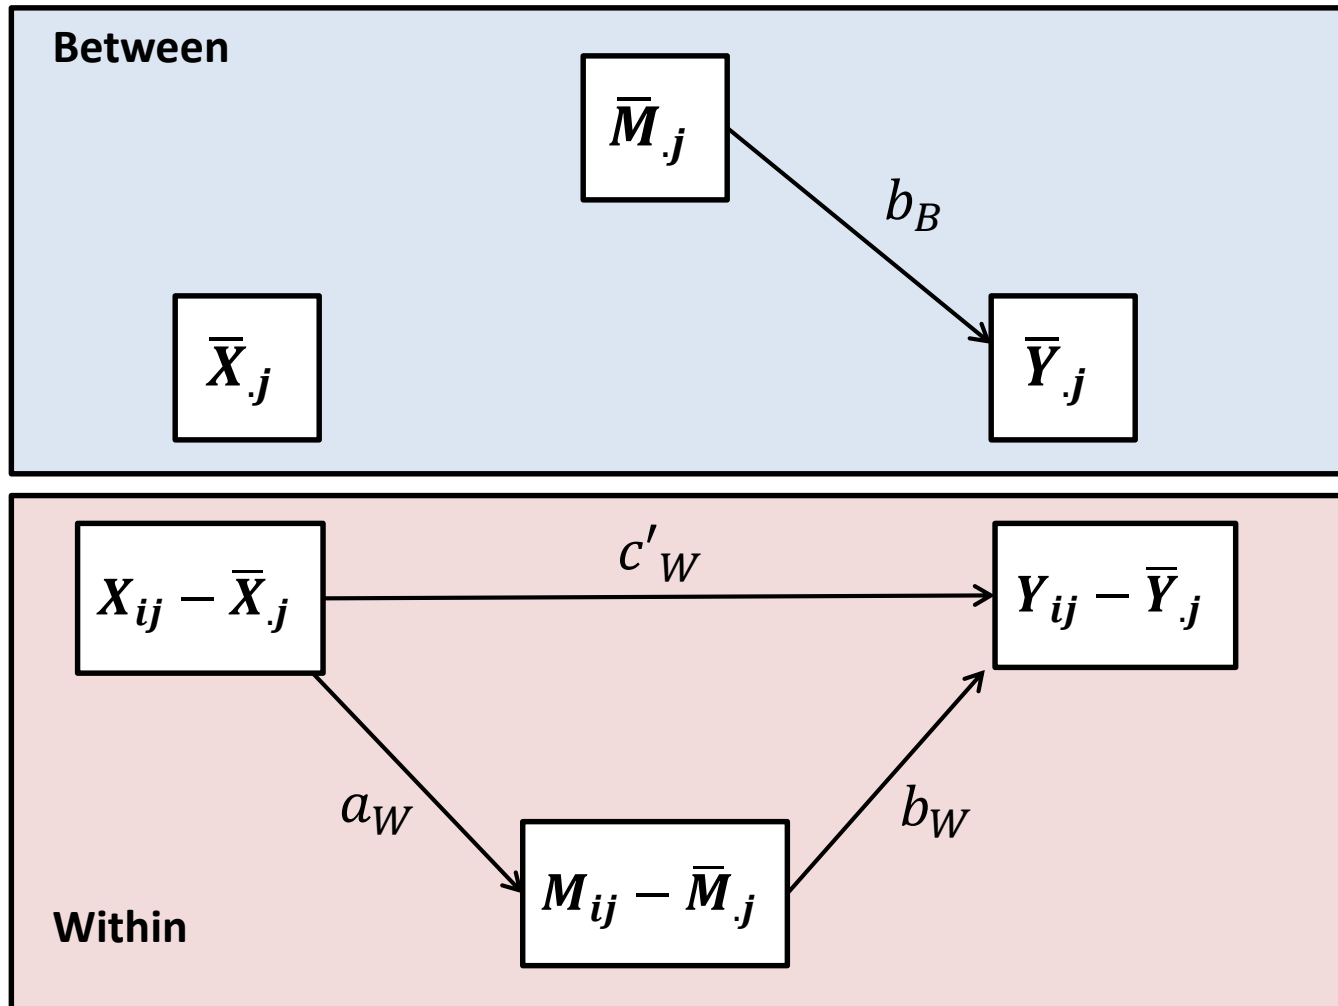 Between
M̅.j
b_B
X̅.j
Y̅.j
X_ij − X̅.j
c′_W
Y_ij − Y̅.j
a_W
b_W
M_ij − M̅.j
Within